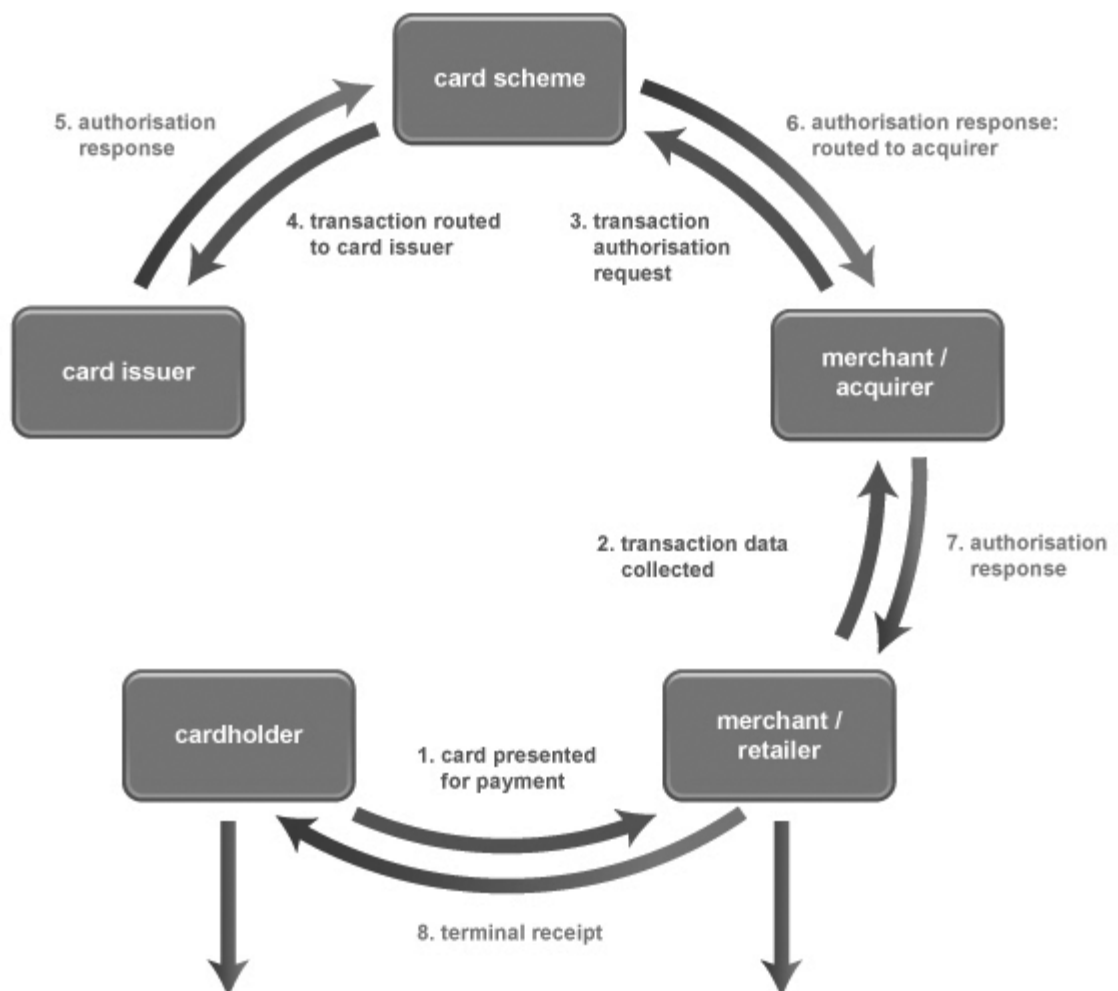 card scheme
5. authorisation
response
6. authorisation response:
routed to acquirer
4. transaction routed
to card issuer
3. transaction
authorisation
request
card issuer
merchant /
acquirer
2. transaction data
collected
7. authorisation
response
cardholder
merchant /
retailer
1. card presented
for payment
8. terminal receipt